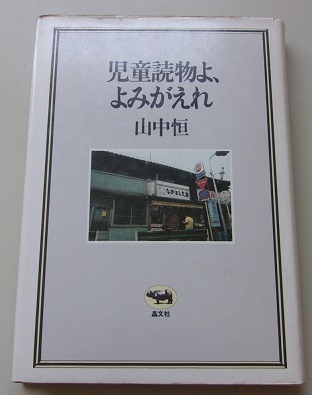 児童読物よ、
よみがえれ
山中恒
晶文社